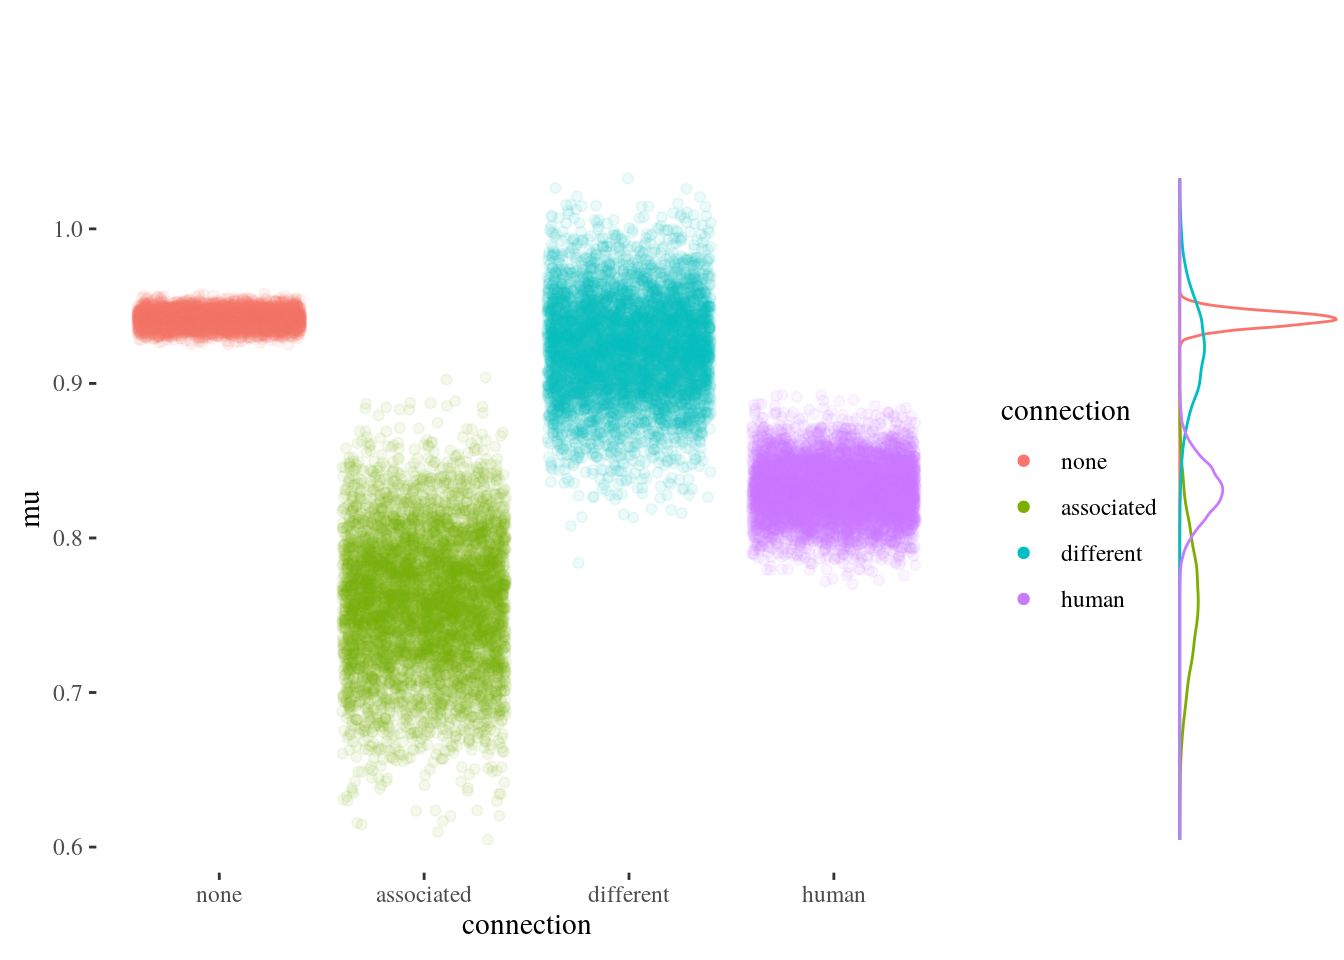 1.0
0.9
0.8
0.7
0.6
mu
none
associated
different
human
connection
connection
none
associated
different
human